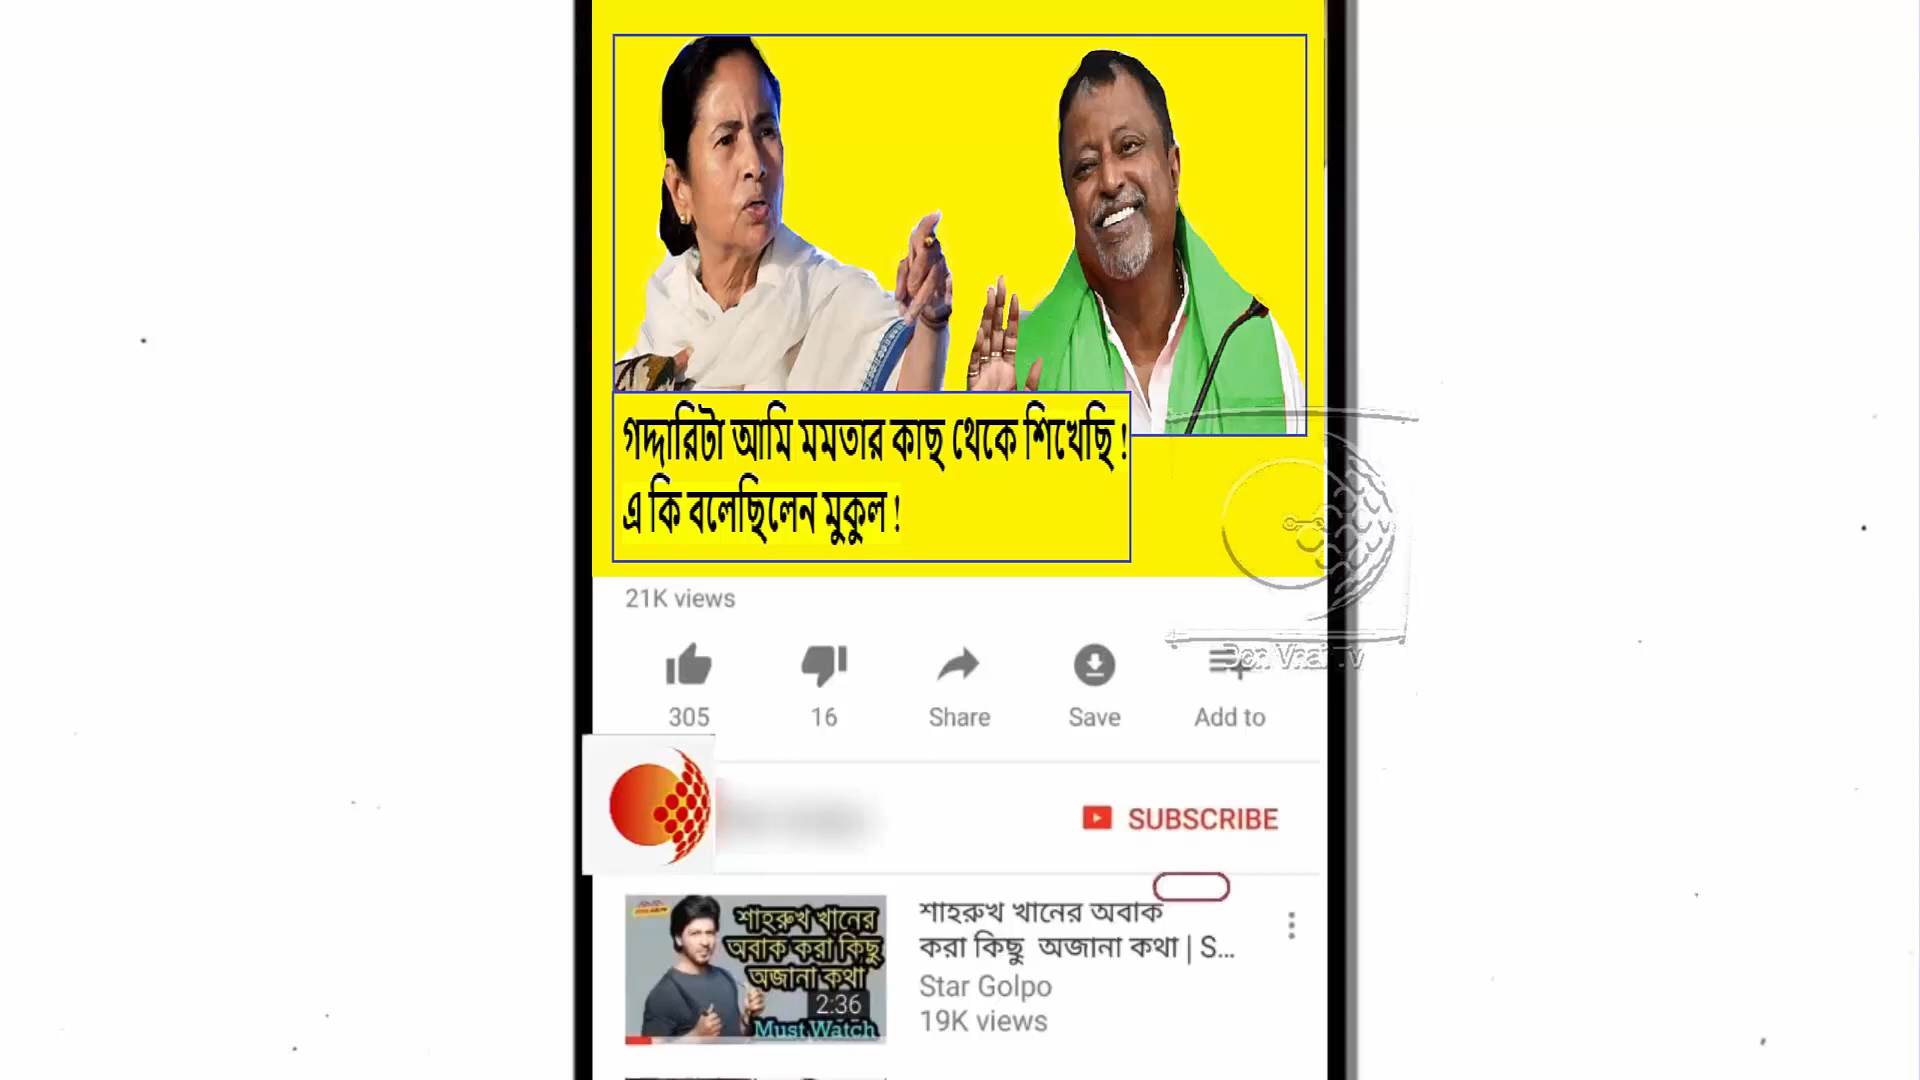 গদ্দারিটা আমি মমতার কাছ থেকে শিখেছি !
এ কি বলেছিলেন মুকুল !
21K views
305
16
Share
Save
Add to
SUBSCRIBE
শাহরুখ খানের
অবাক করা কিছু
অজানা কথা
2:36
Must Watch
শাহরুখ খানের অবাক
করা কিছু অজানা কথা | S...
Star Golpo
19K views